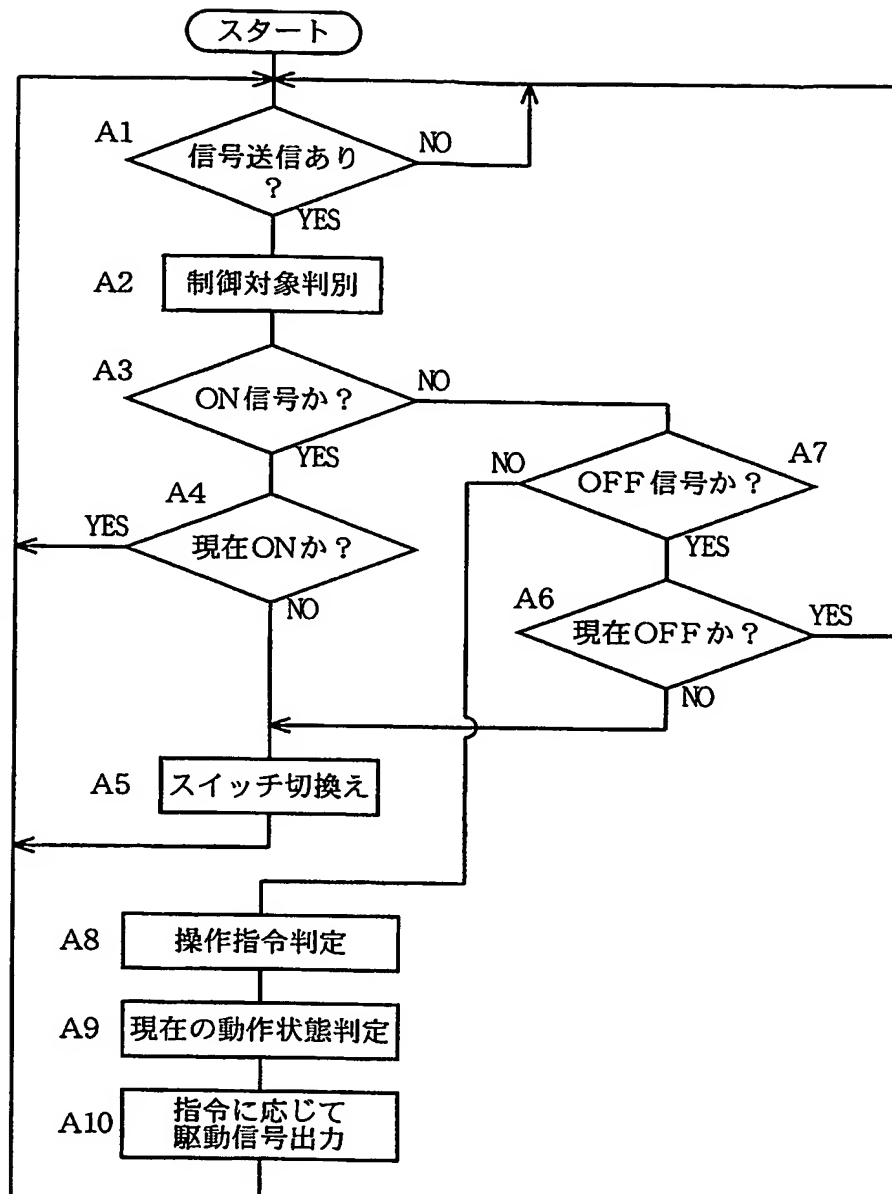 スタート
A1
信号送信あり
?
NO
YES
A2
制御対象判別
A3
ON信号か?
NO
YES
A4
現在ONか?
YES
NO
A7
OFF信号か?
NO
YES
A6
現在OFFか?
YES
NO
A5
スイッチ切換え
A8
操作指令判定
A9
現在の動作状態判定
A10
指令に応じて
駆動信号出力